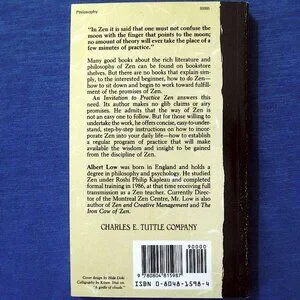 Philosophy
"In Zen it is said that one must not confuse the
moon with the finger that points to the moon;
no amount of theory will ever take the place of a
few minutes of practice."
Many good books about the rich literature and
philosophy of Zen can be found on bookstore
shelves. But there are no books that explain simply,
to the interested beginner, how to do Zen—
how to sit down and begin to work toward fulfill-
ment of the promises of Zen.
An Invitation to Practice Zen answers this
need. Its author makes no glib claims or airy
promises. He admits that the way of Zen is
not an easy one to follow. But for those willing to
undertake the work, he offers concise, easy-to-under-
stand, step-by-step instructions on how to incorpo-
rate zen into your daily life—how to establish
a regular program of practice that will make
available the wisdom and insight to be gained
from the discipline of Zen.
Albert Low was born in England and holds a
degree in philosophy and psychology. He studied
Zen under Roshi Philip Kapleau and completed
formal training in 1986, at that time receiving full
transmission as a Zen teacher. Currently Director
of the Montreal Zen Centre, Mr. Low is also
author of Zen and Creative Management and The
Iron Cow of Zen.
CHARLES E. TUTTLE COMPANY
90000
9 780804 815987
ISBN 0-8048-1598-4
Cover design by Hide Doki